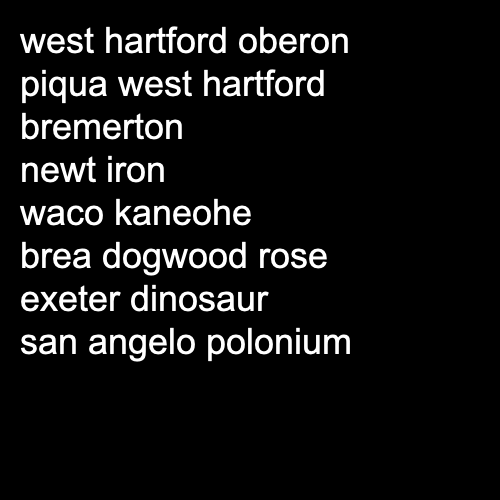 west hartford oberon
piqua west hartford
bremerton
newt iron
waco kaneohe
brea dogwood rose
exeter dinosaur
san angelo polonium